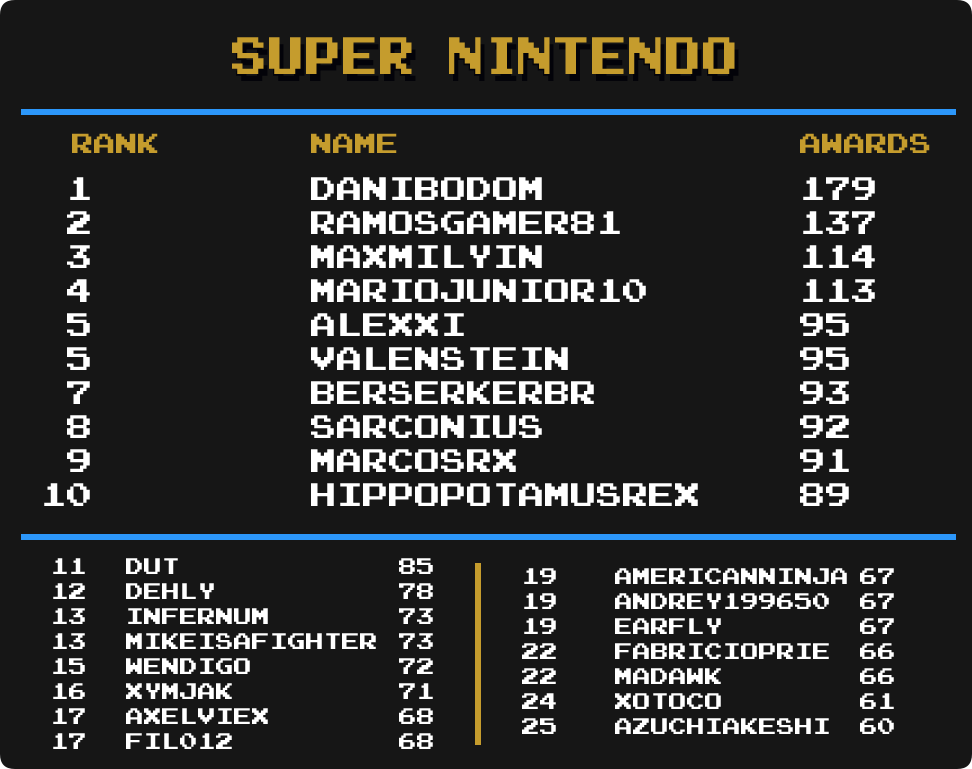 SUPER NINTENDO
RANK NAME AWARDS
1 DANIBODOM 179
2 RAMOSGAMER81 137
3 MAXMILYIN 114
4 MARIOJUNIOR10 113
5 ALEXXI 95
5 VALENSTEIN 95
7 BERSERKERBR 93
8 SARCONIUS 92
9 MARCOSRX 91
10 HIPPOPOTAMUSREX 89
11 DUT 85
12 DEHLY 78
13 INFERNUM 73
13 MIKEISAFIGHTER 73
15 WENDIGO 72
16 XYMJAK 71
17 AXELVIEX 68
17 FILO12 68
19 AMERICANNINJA 67
19 ANDREY199650 67
19 EARFLY 67
22 FABRICIOPRIE 66
22 MADAWK 66
24 XOTOCO 61
25 AZUCHIAKESHI 60